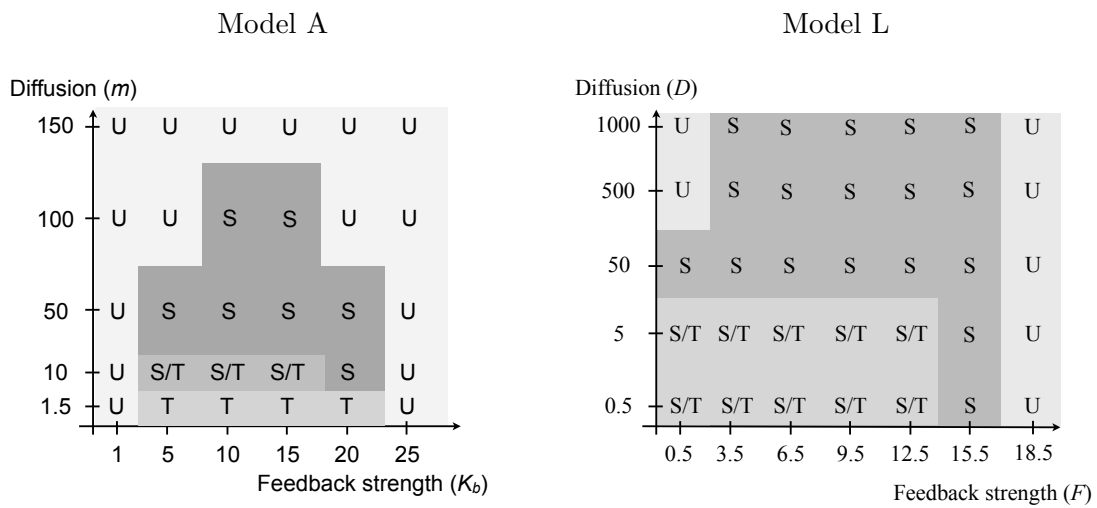 Model A
Diffusion (m)
150 U U U U U U
100 U U S S U U
50 U S S S S U
10 U S/T S/T S/T S U
1.5 U T T T T U
1 5 10 15 20 25
Feedback strength (K_b)
Model L
Diffusion (D)
1000 U S S S S S U
500 U S S S S S U
50 S S S S S S U
5 S/T S/T S/T S/T S/T S U
0.5 S/T S/T S/T S/T S/T S U
0.5 3.5 6.5 9.5 12.5 15.5 18.5
Feedback strength (F)